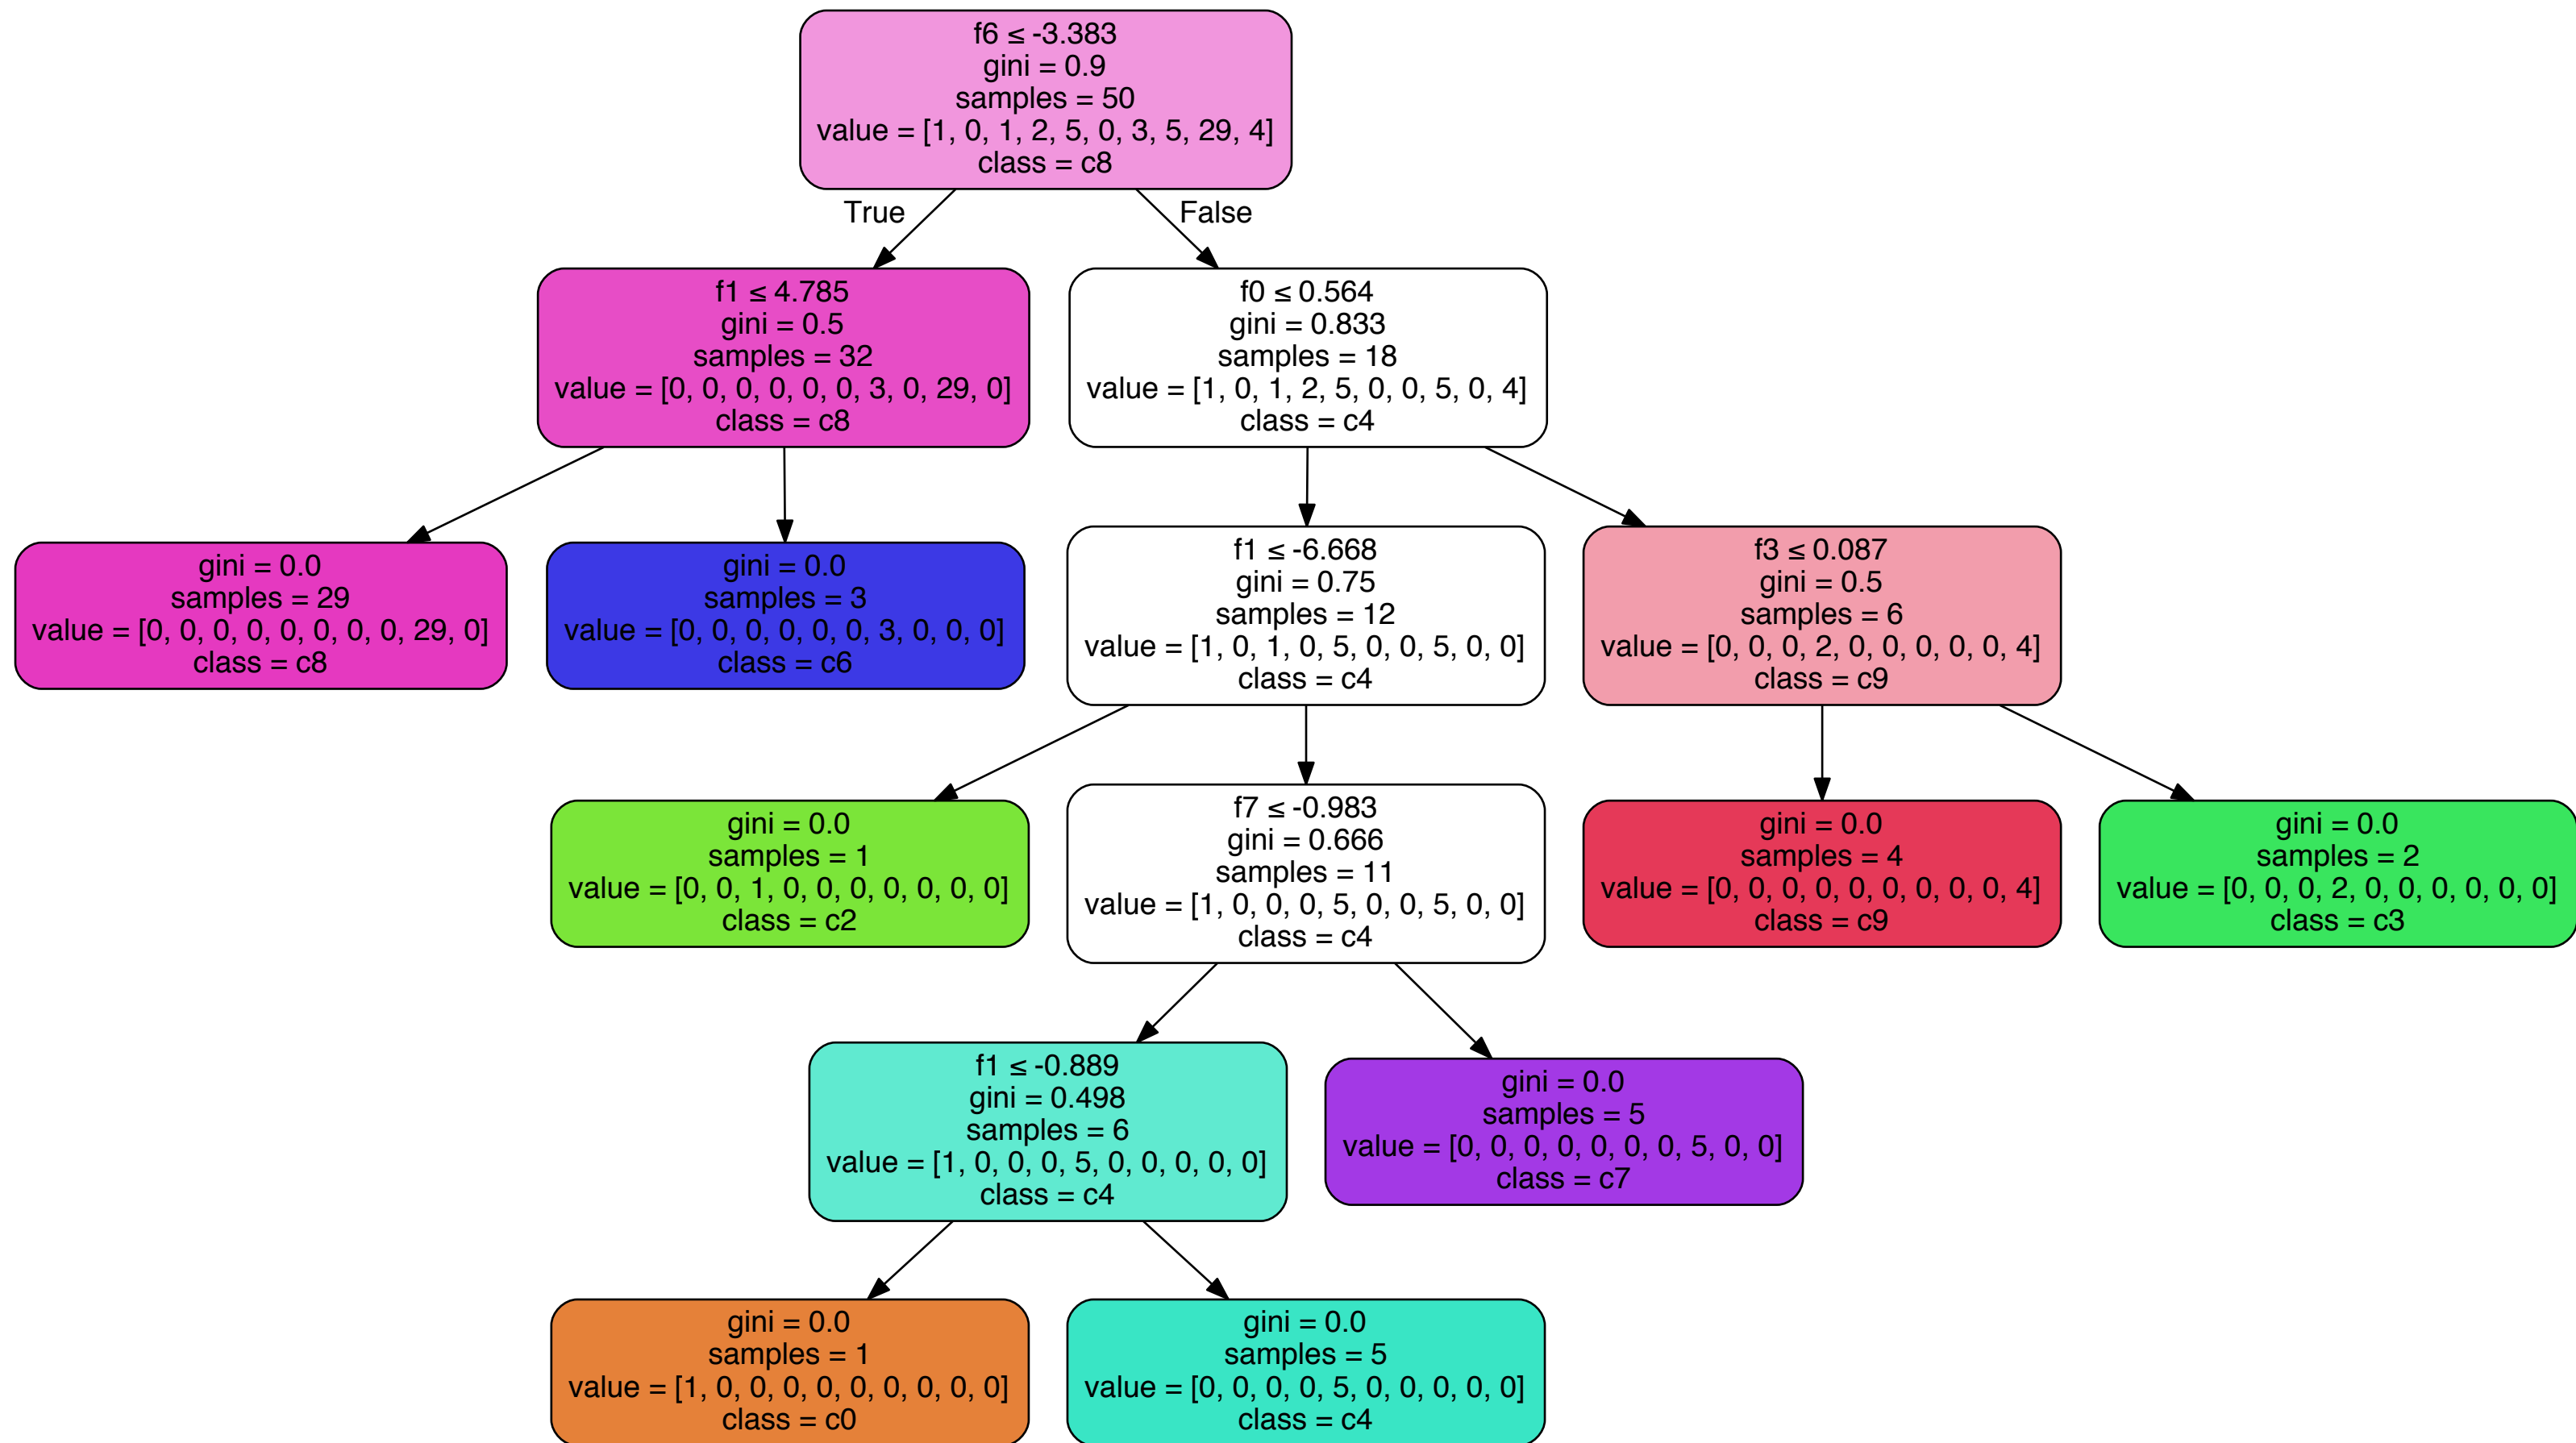 f6 ≤ -3.383
gini = 0.9
samples = 50
value = [1, 0, 1, 2, 5, 0, 3, 5, 29, 4]
class = c8
True
False
f1 ≤ 4.785
gini = 0.5
samples = 32
value = [0, 0, 0, 0, 0, 0, 3, 0, 29, 0]
class = c8
f0 ≤ 0.564
gini = 0.833
samples = 18
value = [1, 0, 1, 2, 5, 0, 0, 5, 0, 4]
class = c4
gini = 0.0
samples = 29
value = [0, 0, 0, 0, 0, 0, 0, 0, 29, 0]
class = c8
gini = 0.0
samples = 3
value = [0, 0, 0, 0, 0, 0, 3, 0, 0, 0]
class = c6
f1 ≤ -6.668
gini = 0.75
samples = 12
value = [1, 0, 1, 0, 5, 0, 0, 5, 0, 0]
class = c4
f3 ≤ 0.087
gini = 0.5
samples = 6
value = [0, 0, 0, 2, 0, 0, 0, 0, 0, 4]
class = c9
gini = 0.0
samples = 1
value = [0, 0, 1, 0, 0, 0, 0, 0, 0, 0]
class = c2
f7 ≤ -0.983
gini = 0.666
samples = 11
value = [1, 0, 0, 0, 5, 0, 0, 5, 0, 0]
class = c4
gini = 0.0
samples = 4
value = [0, 0, 0, 0, 0, 0, 0, 0, 0, 4]
class = c9
gini = 0.0
samples = 2
value = [0, 0, 0, 2, 0, 0, 0, 0, 0, 0]
class = c3
f1 ≤ -0.889
gini = 0.498
samples = 6
value = [1, 0, 0, 0, 5, 0, 0, 0, 0, 0]
class = c4
gini = 0.0
samples = 5
value = [0, 0, 0, 0, 0, 0, 0, 5, 0, 0]
class = c7
gini = 0.0
samples = 1
value = [1, 0, 0, 0, 0, 0, 0, 0, 0, 0]
class = c0
gini = 0.0
samples = 5
value = [0, 0, 0, 0, 5, 0, 0, 0, 0, 0]
class = c4